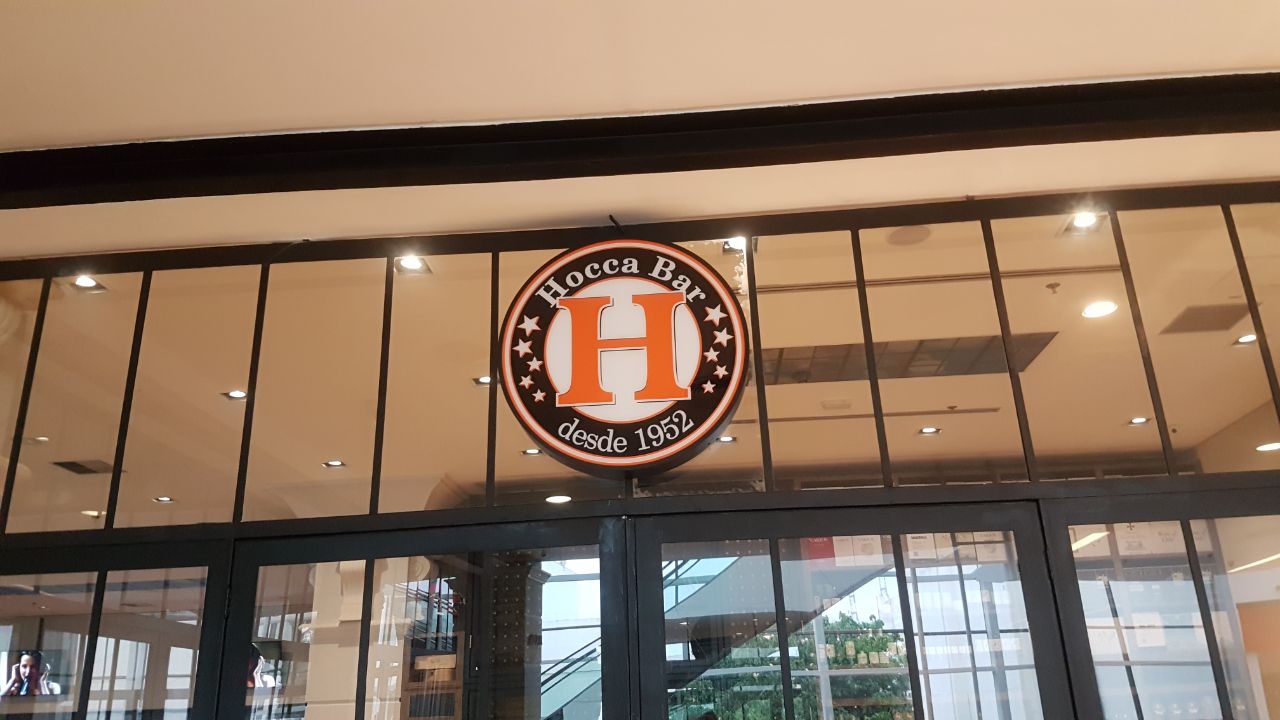 Hocca Bar
H
desde 1952